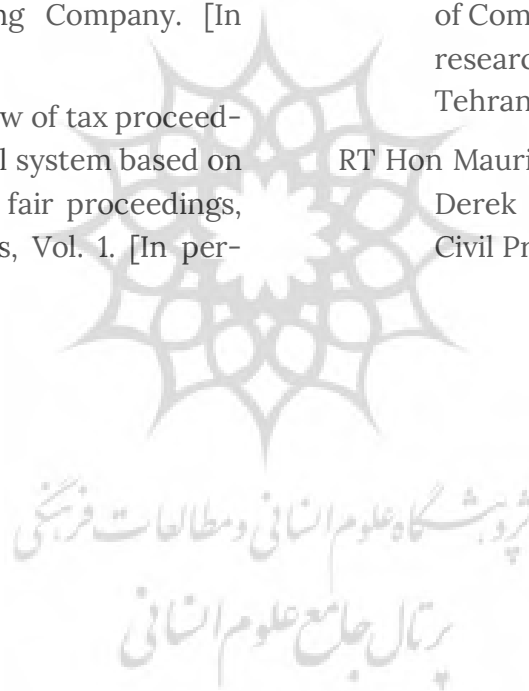 ng Company. [In
w of tax proceed-
l system based on
fair proceedings,
s, Vol. 1. [In per-
of Com
research
Tehran
RT Hon Mauri
Derek
Civil Pr
پژوهشگاه علوم انسانی و مطالعات فرهنگی
پرتال جامع علوم انسانی